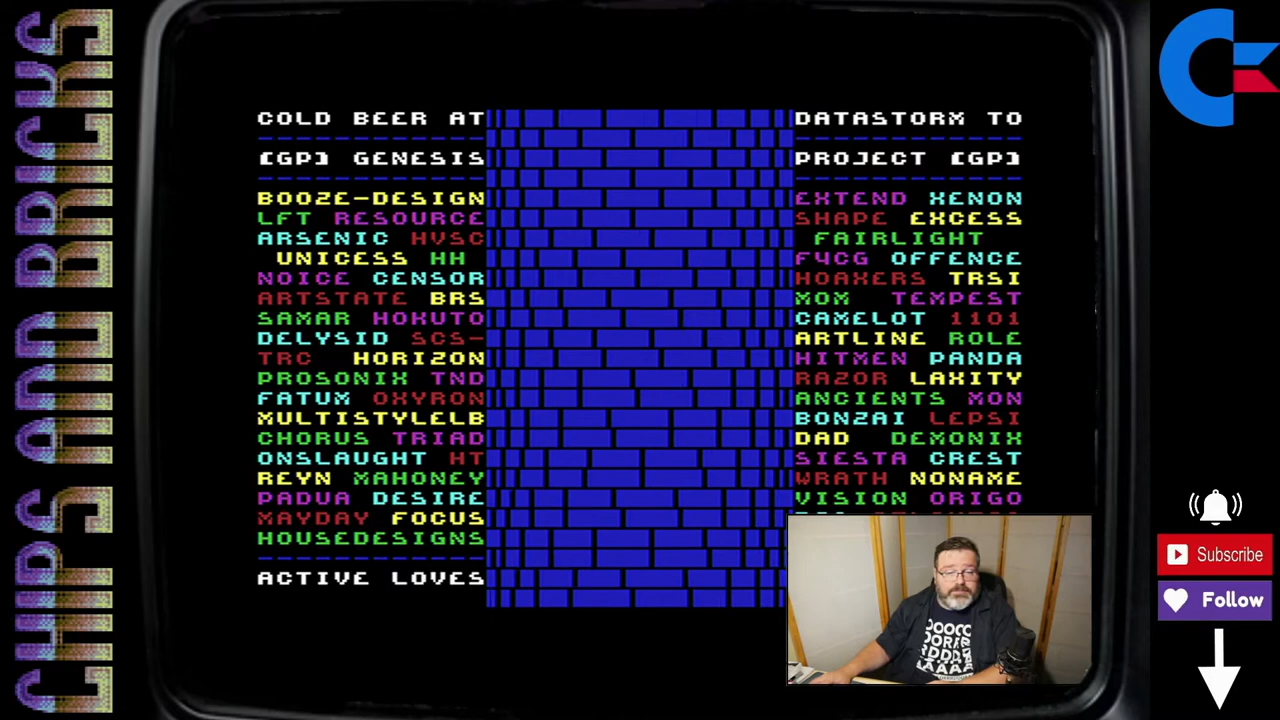 CHIPS AND BRICKS
COLD BEER AT DATASTORM TO
[GP] GENESIS PROJECT [GP]
BOOZE-DESIGN EXTEND XENON
LFT RESOURCE SHAPE EXCESS
ARSENIC HVSC FAIRLIGHT
UNICESS HH F4CG OFFENCE
NOICE CENSOR HOAXERS TRSI
ARTSTATE BRS MOM TEMPEST
SAMAR HOKUTO CAMELOT 1101
DELYSID SCS- ARTLINE ROLE
TRC HORIZON HITMEN PANDA
PROSONIX TND RAZOR LAXITY
FATUM OXYRON ANCIENTS MON
MULTISTYLELB BONZAI LEPSI
CHORUS TRIAD DAD DEMONIX
ONSLAUGHT HT SIESTA CREST
REYN MAHONEY WRATH NONAME
PADUA DESIRE VISION ORIGO
MAYDAY FOCUS
HOUSEDESIGNS
ACTIVE LOVES
Subscribe
Follow